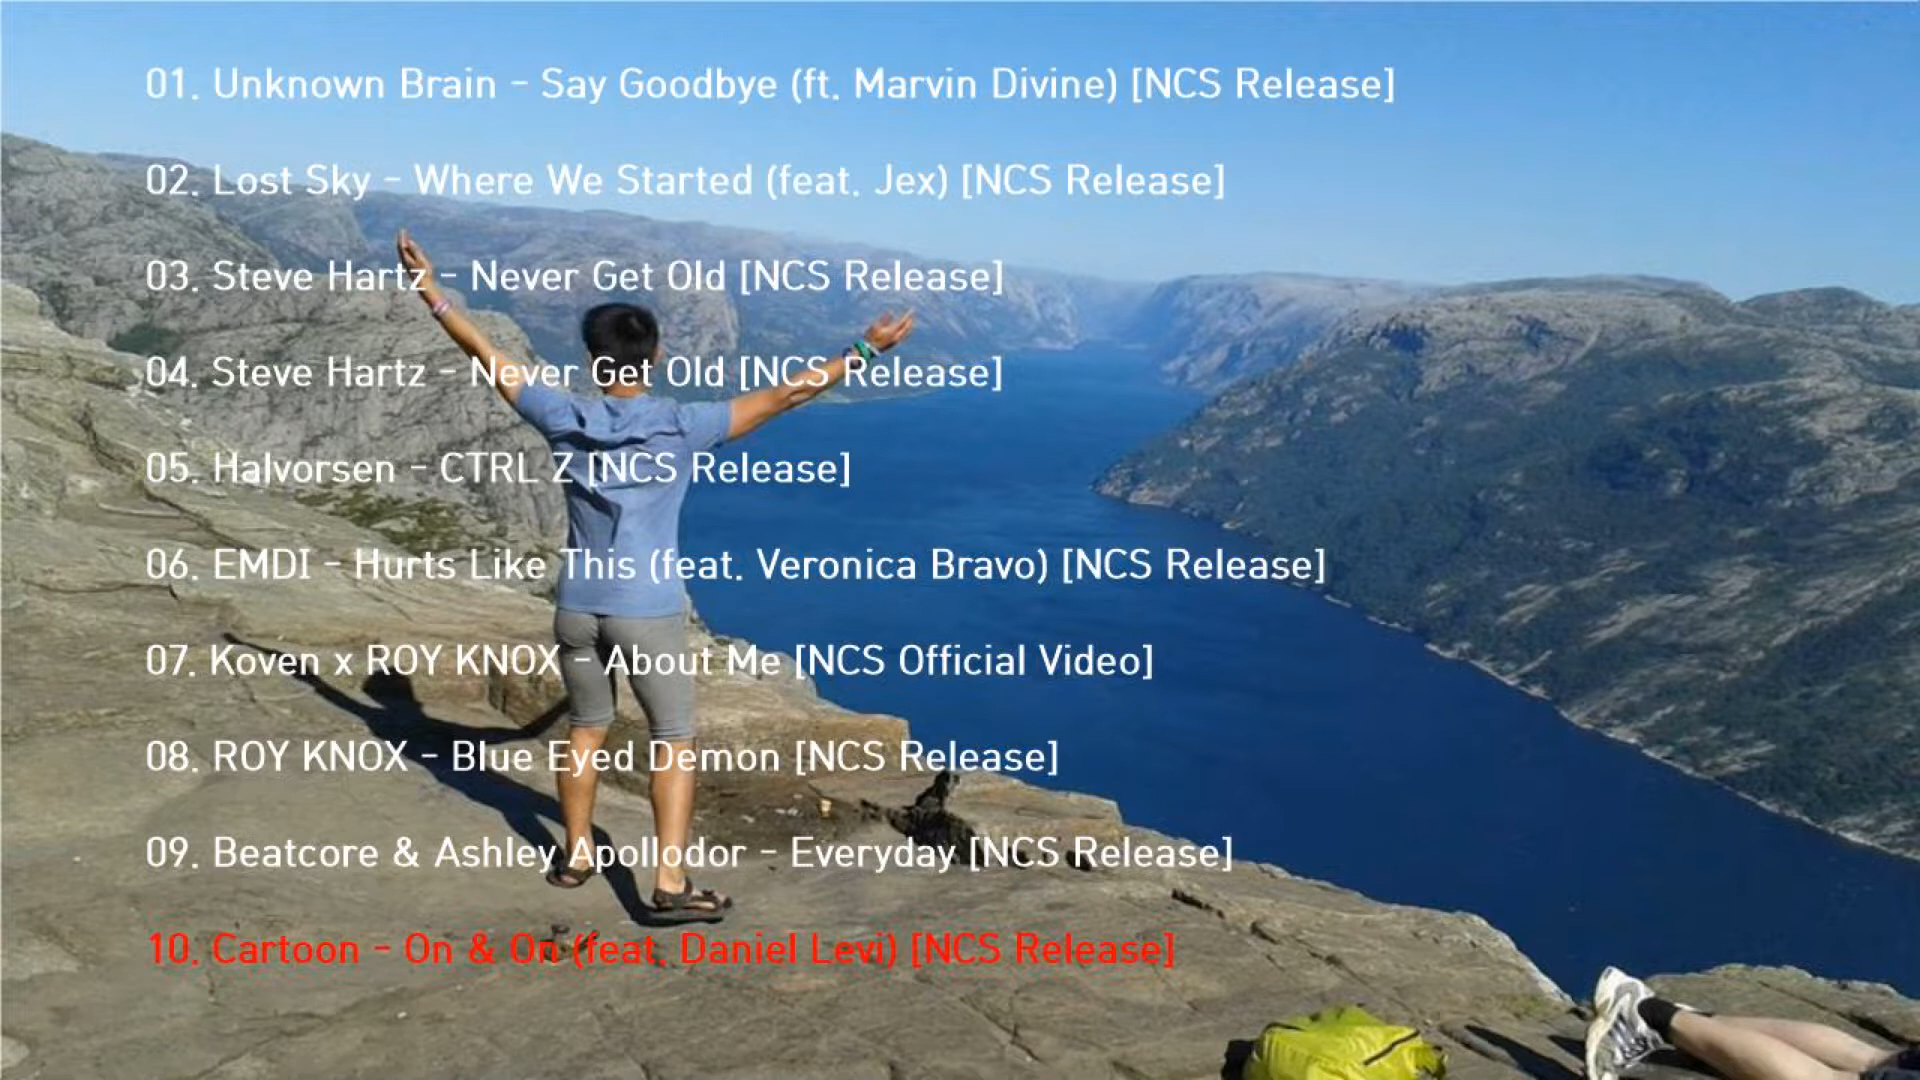 01. Unknown Brain - Say Goodbye (ft. Marvin Divine) [NCS Release]
02. Lost Sky - Where We Started (feat. Jex) [NCS Release]
03. Steve Hartz - Never Get Old [NCS Release]
04. Steve Hartz - Never Get Old [NCS Release]
05. Halvorsen - CTRL Z [NCS Release]
06. EMDI - Hurts Like This (feat. Veronica Bravo) [NCS Release]
07. Koven x ROY KNOX - About Me [NCS Official Video]
08. ROY KNOX - Blue Eyed Demon [NCS Release]
09. Beatcore & Ashley Apollodor - Everyday [NCS Release]
10. Cartoon - On & On (feat. Daniel Levi) [NCS Release]